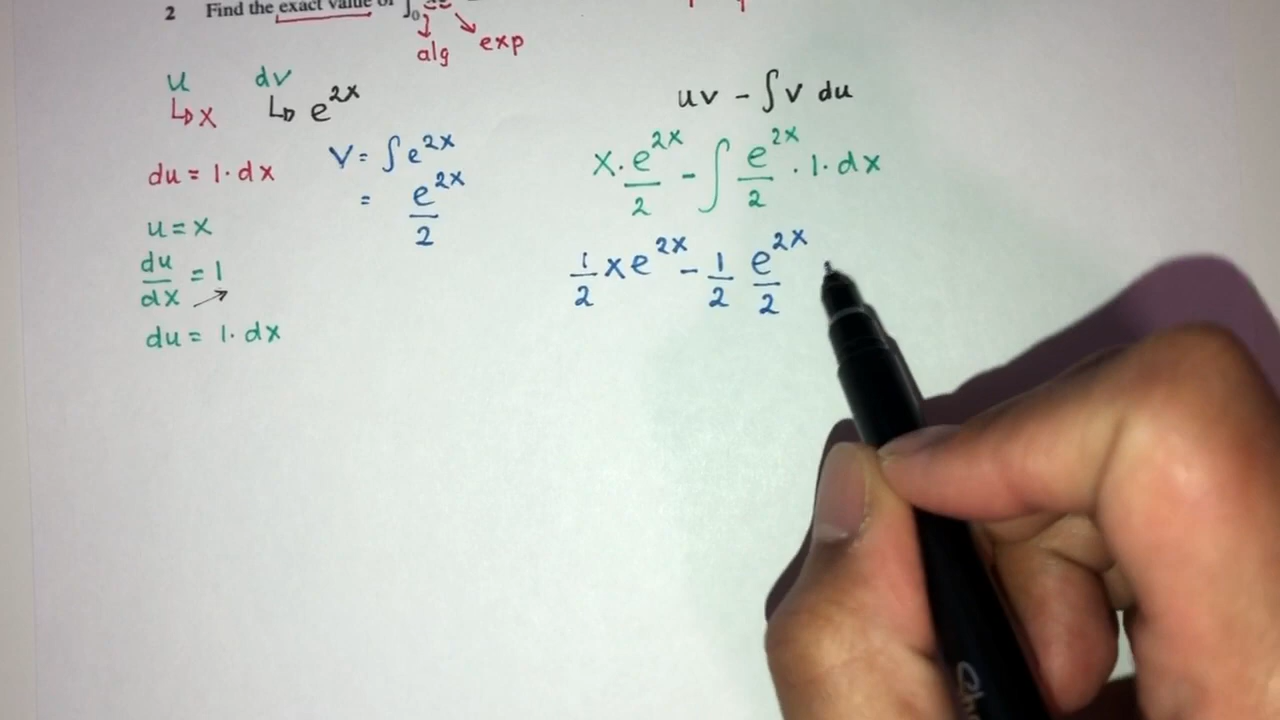 2 Find the exact value of ∫₀
alg exp
u dv
↳ x ↳ e^{2x}
du = 1· dx
V = ∫ e^{2x}
= e^{2x}/2
u = x
du/dx = 1
du = 1· dx
uv - ∫ v du
x· e^{2x}/2 - ∫ e^{2x}/2 · 1· dx
1/2 x e^{2x} - 1/2 e^{2x}/2